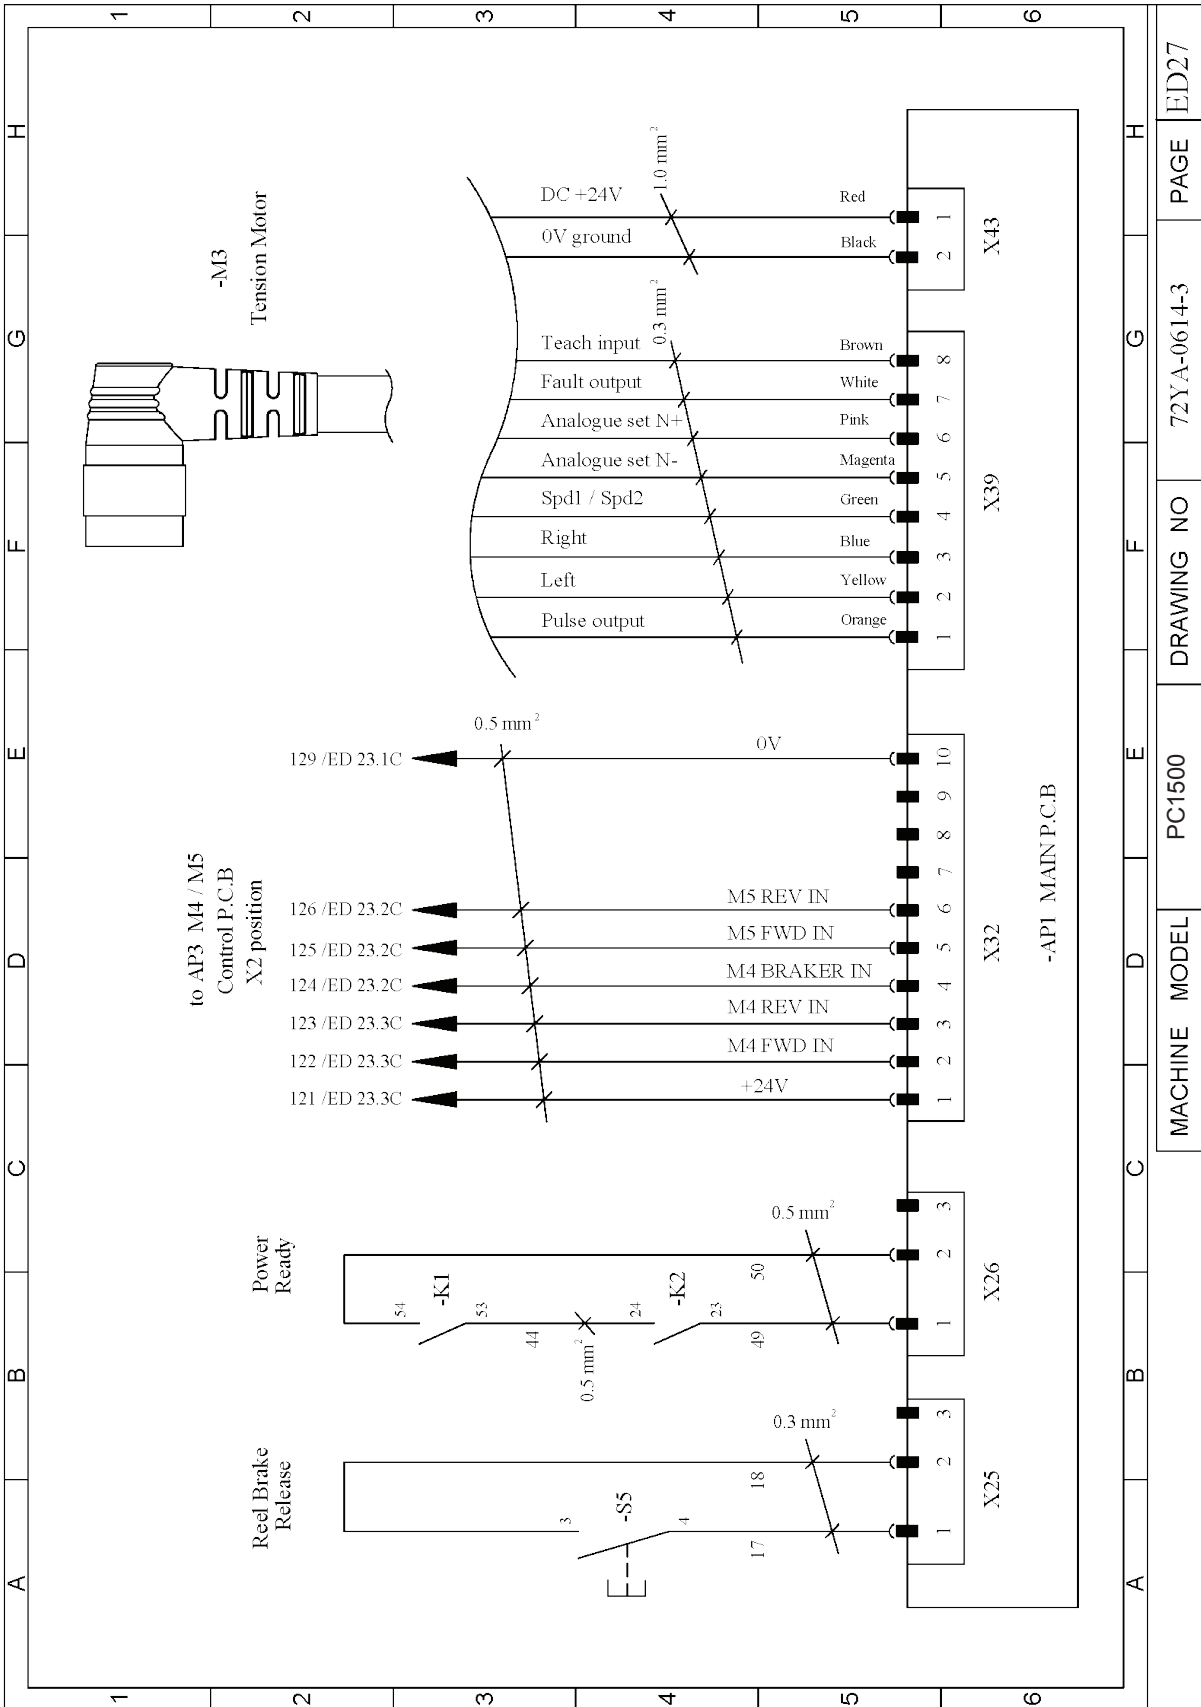 1
2
3
4
5
6
A
B
C
D
E
F
G
H
Reel Brake
Release
3
-S5
4
17
18
0.3 mm²
1
2
3
X25
Power
Ready
54
-K1
53
44
0.5 mm²
24
-K2
23
49
50
0.5 mm²
1
2
3
X26
to AP3 M4 / M5
Control P.C.B
X2 position
121 /ED 23.3C
122 /ED 23.3C
123 /ED 23.3C
124 /ED 23.2C
125 /ED 23.2C
126 /ED 23.2C
129 /ED 23.1C
0.5 mm²
+24V
M4 FWD IN
M4 REV IN
M4 BRAKER IN
M5 FWD IN
M5 REV IN
0V
1
2
3
4
5
6
7
8
9
10
X32
-M3
Tension Motor
Pulse output
Left
Right
Spd1 / Spd2
Analogue set N-
Analogue set N+
Fault output
Teach input
0.3 mm²
Orange
Yellow
Blue
Green
Magenta
Pink
White
Brown
1
2
3
4
5
6
7
8
X39
0V ground
DC +24V
1.0 mm²
Black
Red
2
1
X43
-AP1 MAIN P.C.B
A
B
C
D
E
F
G
H
1
2
3
4
5
6
MACHINE MODEL
PC1500
DRAWING NO
72YA-0614-3
PAGE
ED27